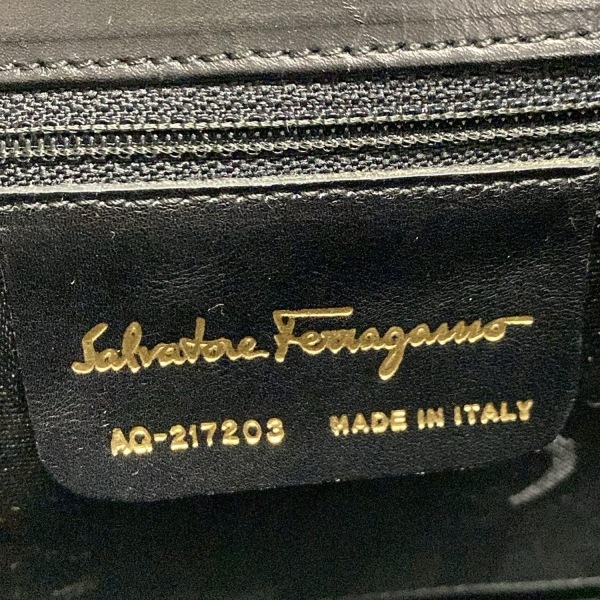 Salvatore Ferragamo
AQ-217203 MADE IN ITALY